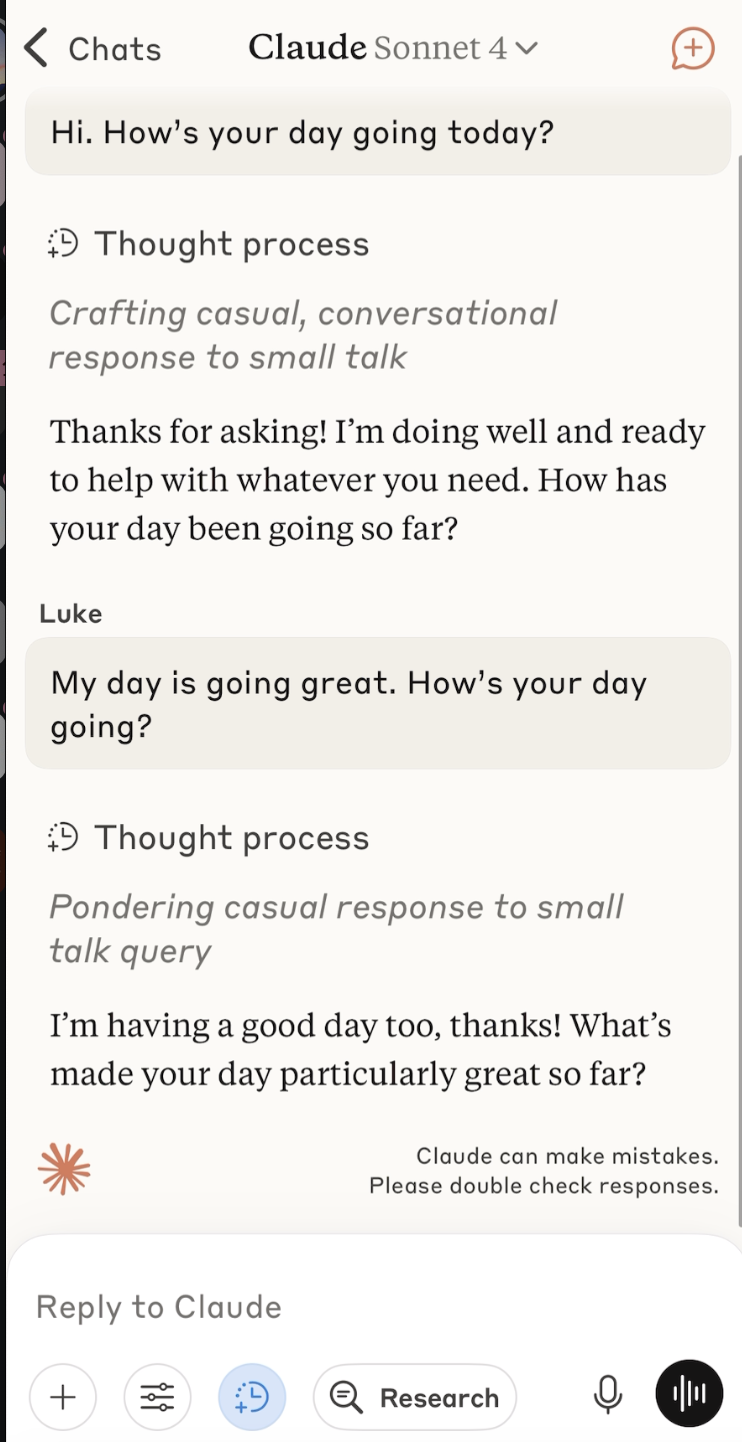 Chats
Claude Sonnet 4
Hi. How's your day going today?
Thought process
Crafting casual, conversational
response to small talk
Thanks for asking! I'm doing well and ready
to help with whatever you need. How has
your day been going so far?
Luke
My day is going great. How's your day
going?
Thought process
Pondering casual response to small
talk query
I'm having a good day too, thanks! What's
made your day particularly great so far?
Claude can make mistakes.
Please double check responses.
Reply to Claude
Research